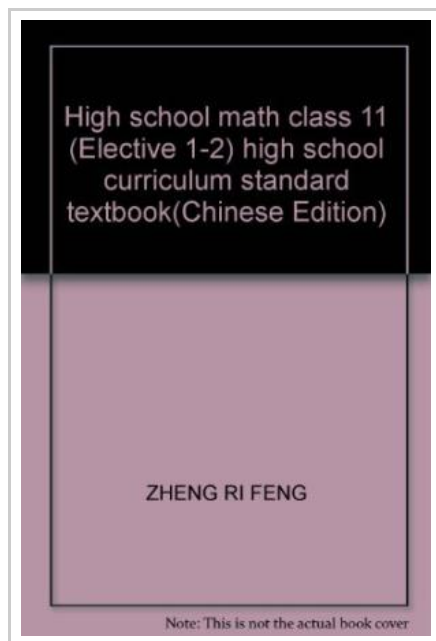 High school math class 11
(Elective 1-2) high school
curriculum standard
textbook(Chinese Edition)
ZHENG RI FENG
Note: This is not the actual book cover